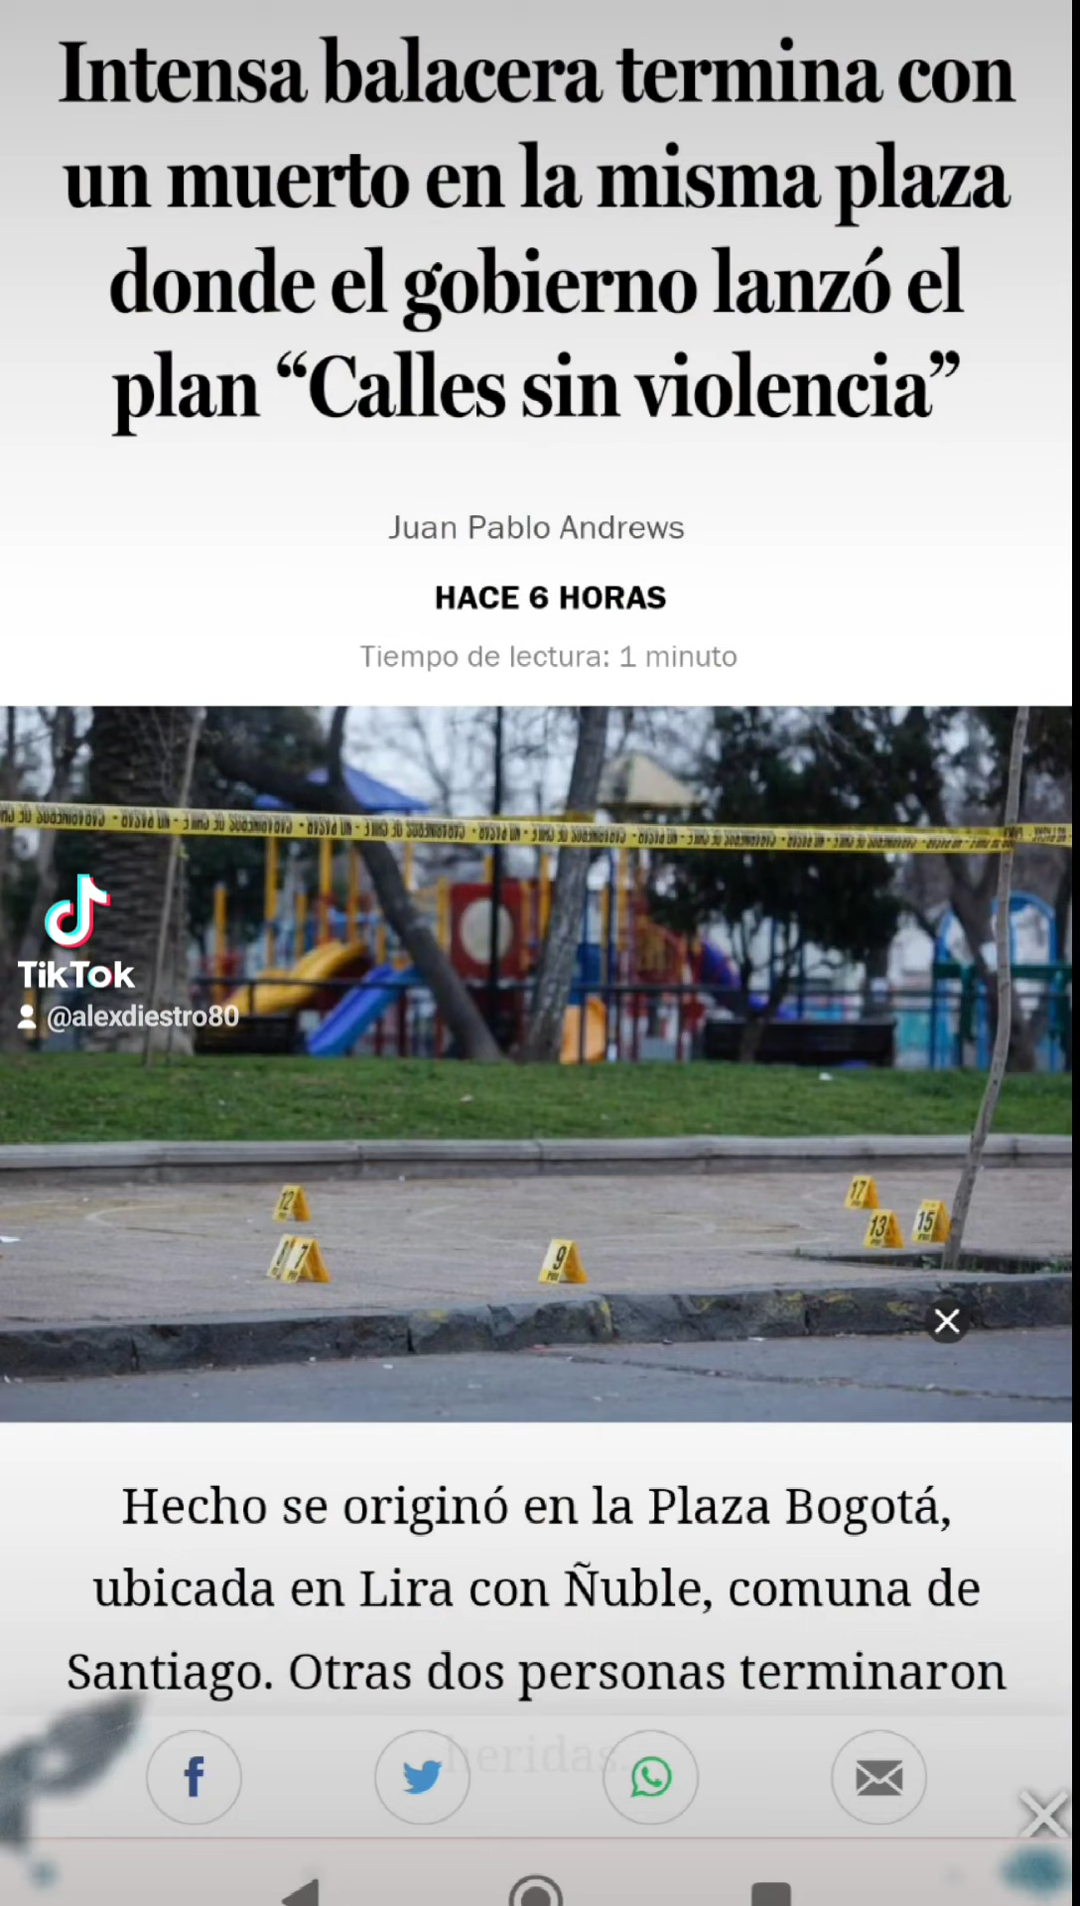 Intensa balacera termina con
un muerto en la misma plaza
donde el gobierno lanzó el
plan “Calles sin violencia”
Juan Pablo Andrews
HACE 6 HORAS
Tiempo de lectura: 1 minuto
TikTok
@alexdiestro80
12
17
13
15
7
9
Hecho se originó en la Plaza Bogotá,
ubicada en Lira con Ñuble, comuna de
Santiago. Otras dos personas terminaron
heridas.